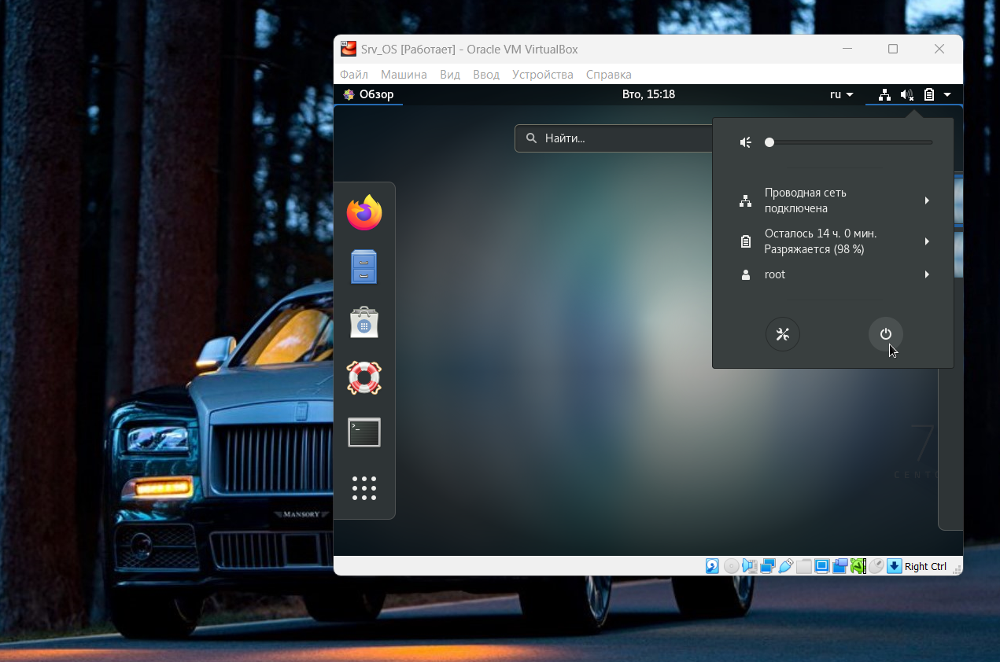 Srv_OS [Работает] - Oracle VM VirtualBox
Файл Машина Вид Ввод Устройства Справка
Обзор Вто, 15:18 ru
Найти...
Проводная сеть
подключена
Осталось 14 ч. 0 мин.
Разряжается (98 %)
root
7
CENTO
MANSORY
Right Ctrl